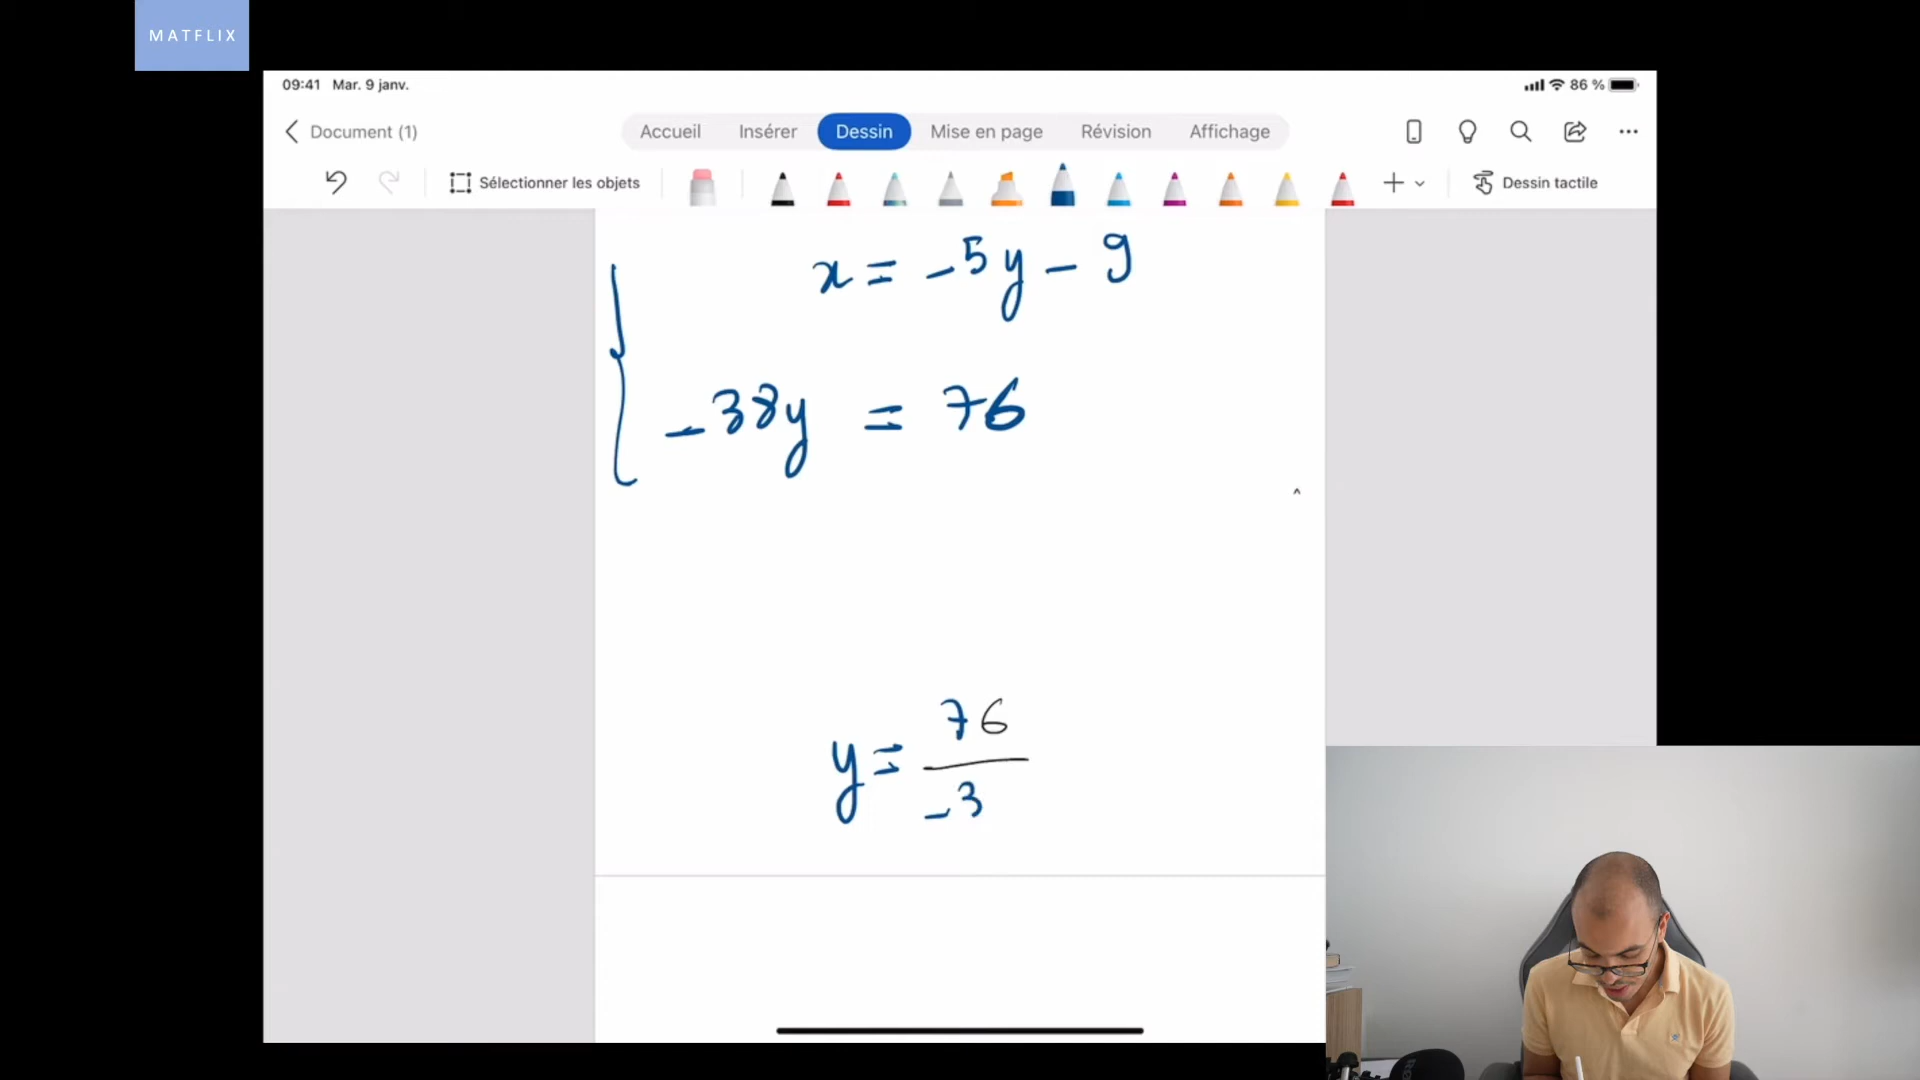 MATFLIX
09:41 Mar. 9 janv.
86 %
Document (1)
Accueil Insérer Dessin Mise en page Révision Affichage
Sélectionner les objets
Dessin tactile
x = -5y - 9
-38y = 76
y = 76
-3